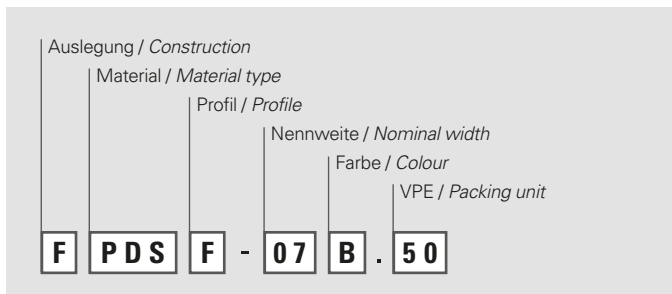 Auslegung / Construction
Material / Material type
Profil / Profile
Nennweite / Nominal width
Farbe / Colour
VPE / Packing unit
F PDS F - 07 B . 50